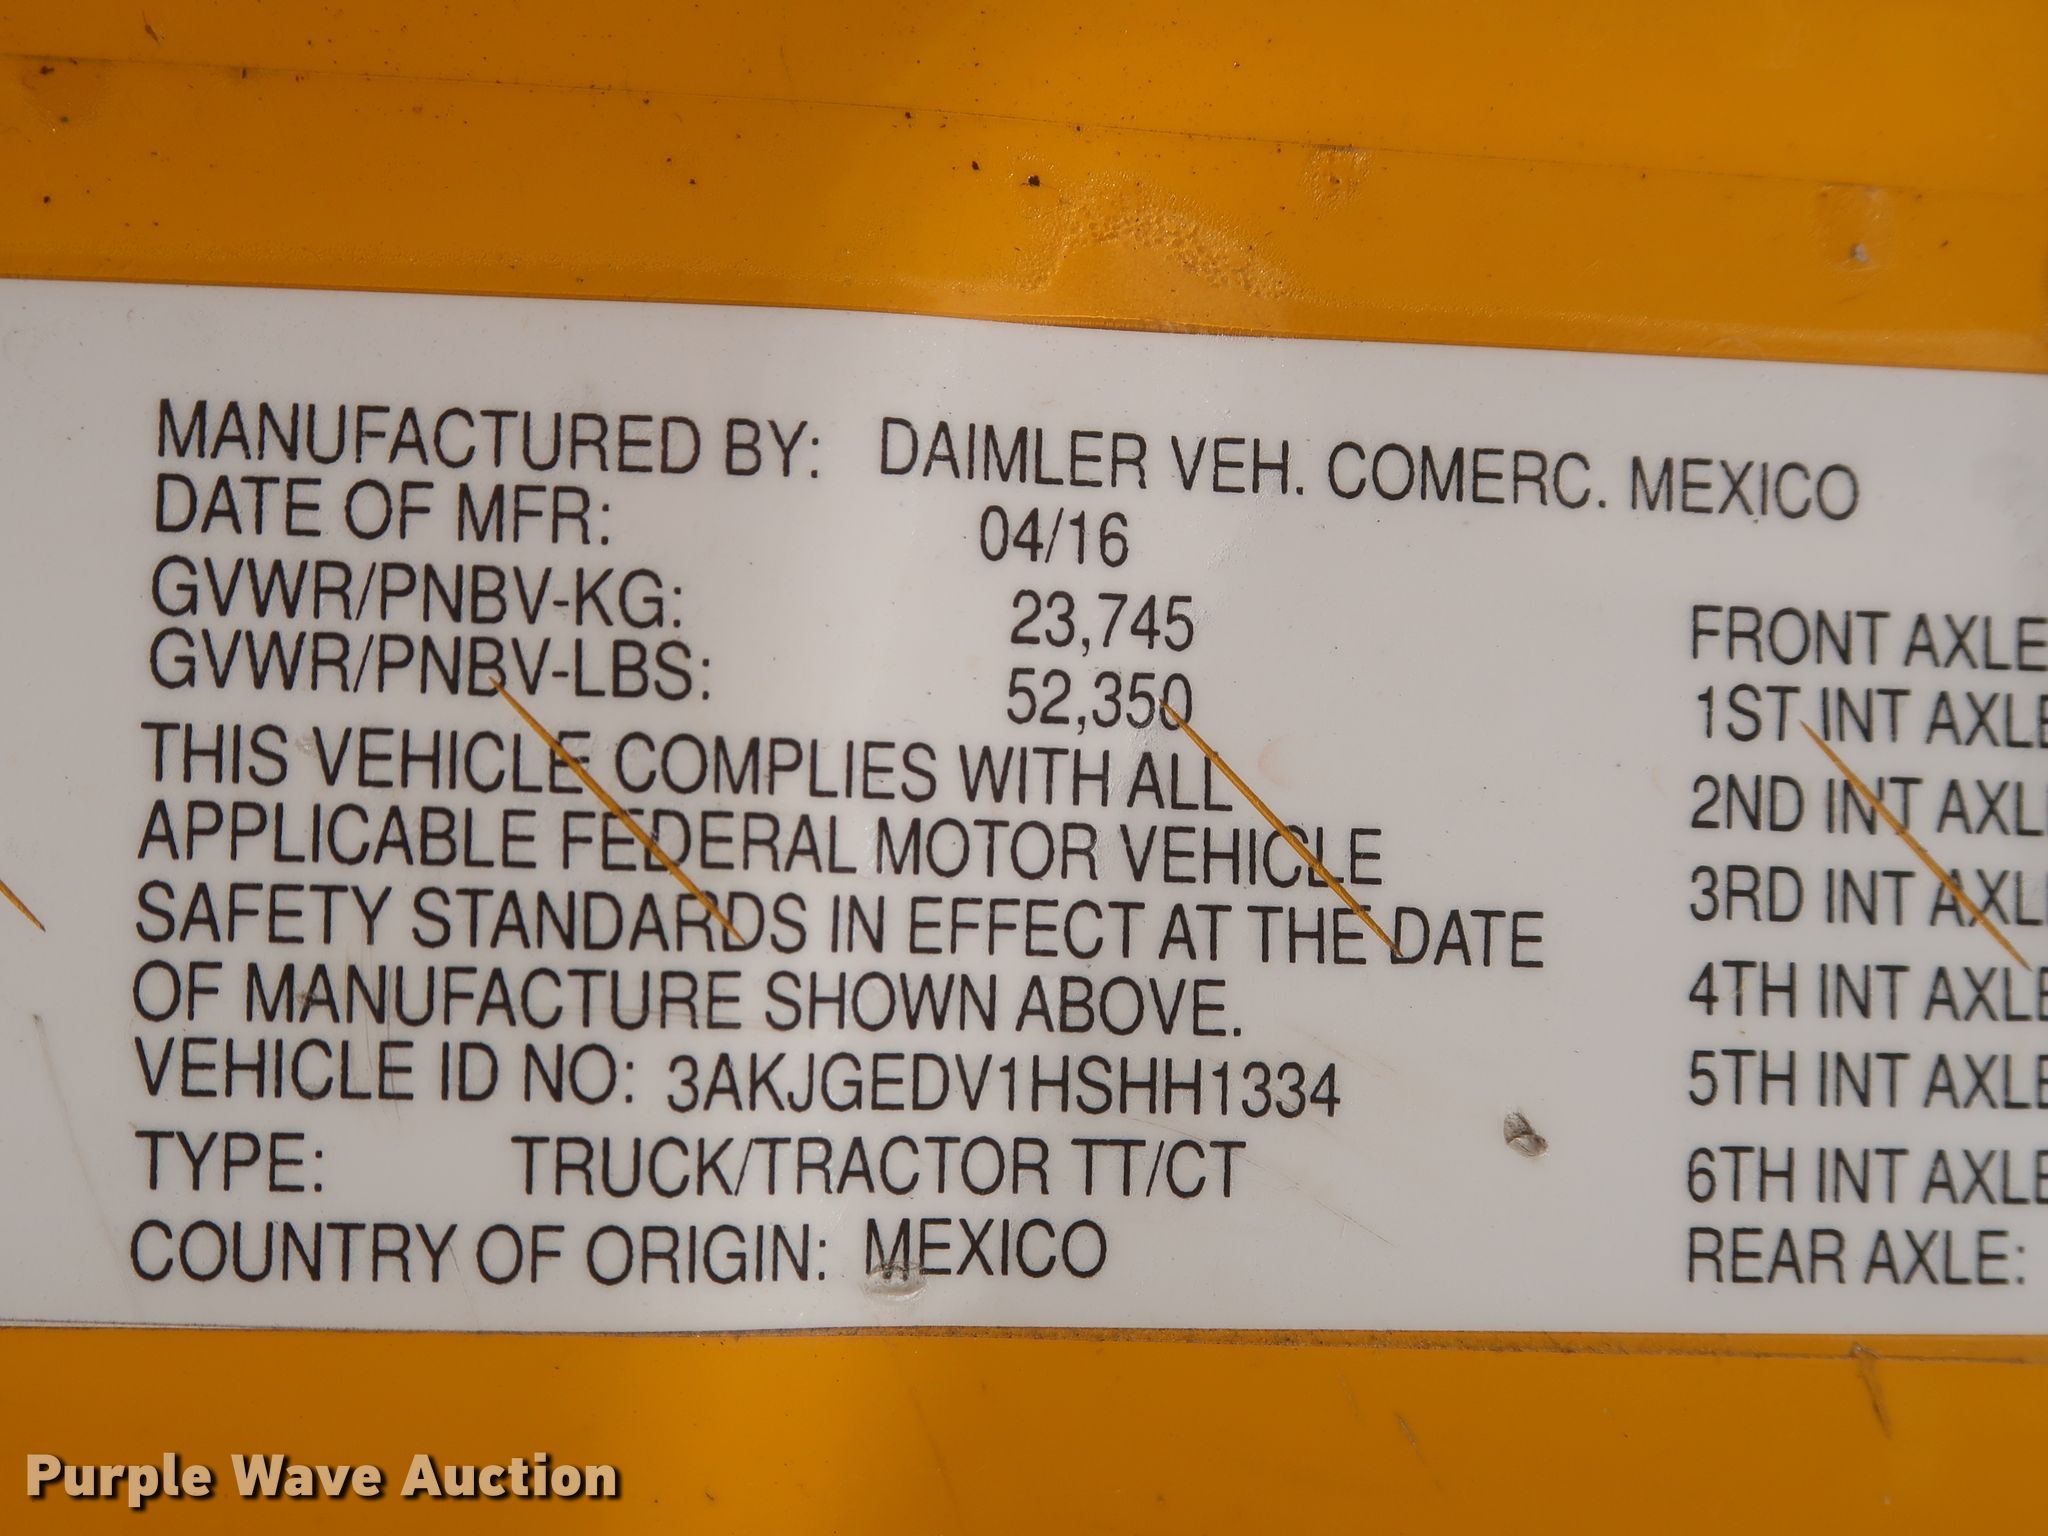 MANUFACTURED BY: DAIMLER VEH. COMERC. MEXICO
DATE OF MFR: 04/16
GVWR/PNBV-KG: 23,745
GVWR/PNBV-LBS: 52,350
THIS VEHICLE COMPLIES WITH ALL
APPLICABLE FEDERAL MOTOR VEHICLE
SAFETY STANDARDS IN EFFECT AT THE DATE
OF MANUFACTURE SHOWN ABOVE.
VEHICLE ID NO: 3AKJGEDV1HSHH1334
TYPE: TRUCK/TRACTOR TT/CT
COUNTRY OF ORIGIN: MEXICO
FRONT AXLE
1ST INT AXLE
2ND INT AXL
3RD INT AXL
4TH INT AXLE
5TH INT AXLE
6TH INT AXLE
REAR AXLE:
Purple Wave Auction